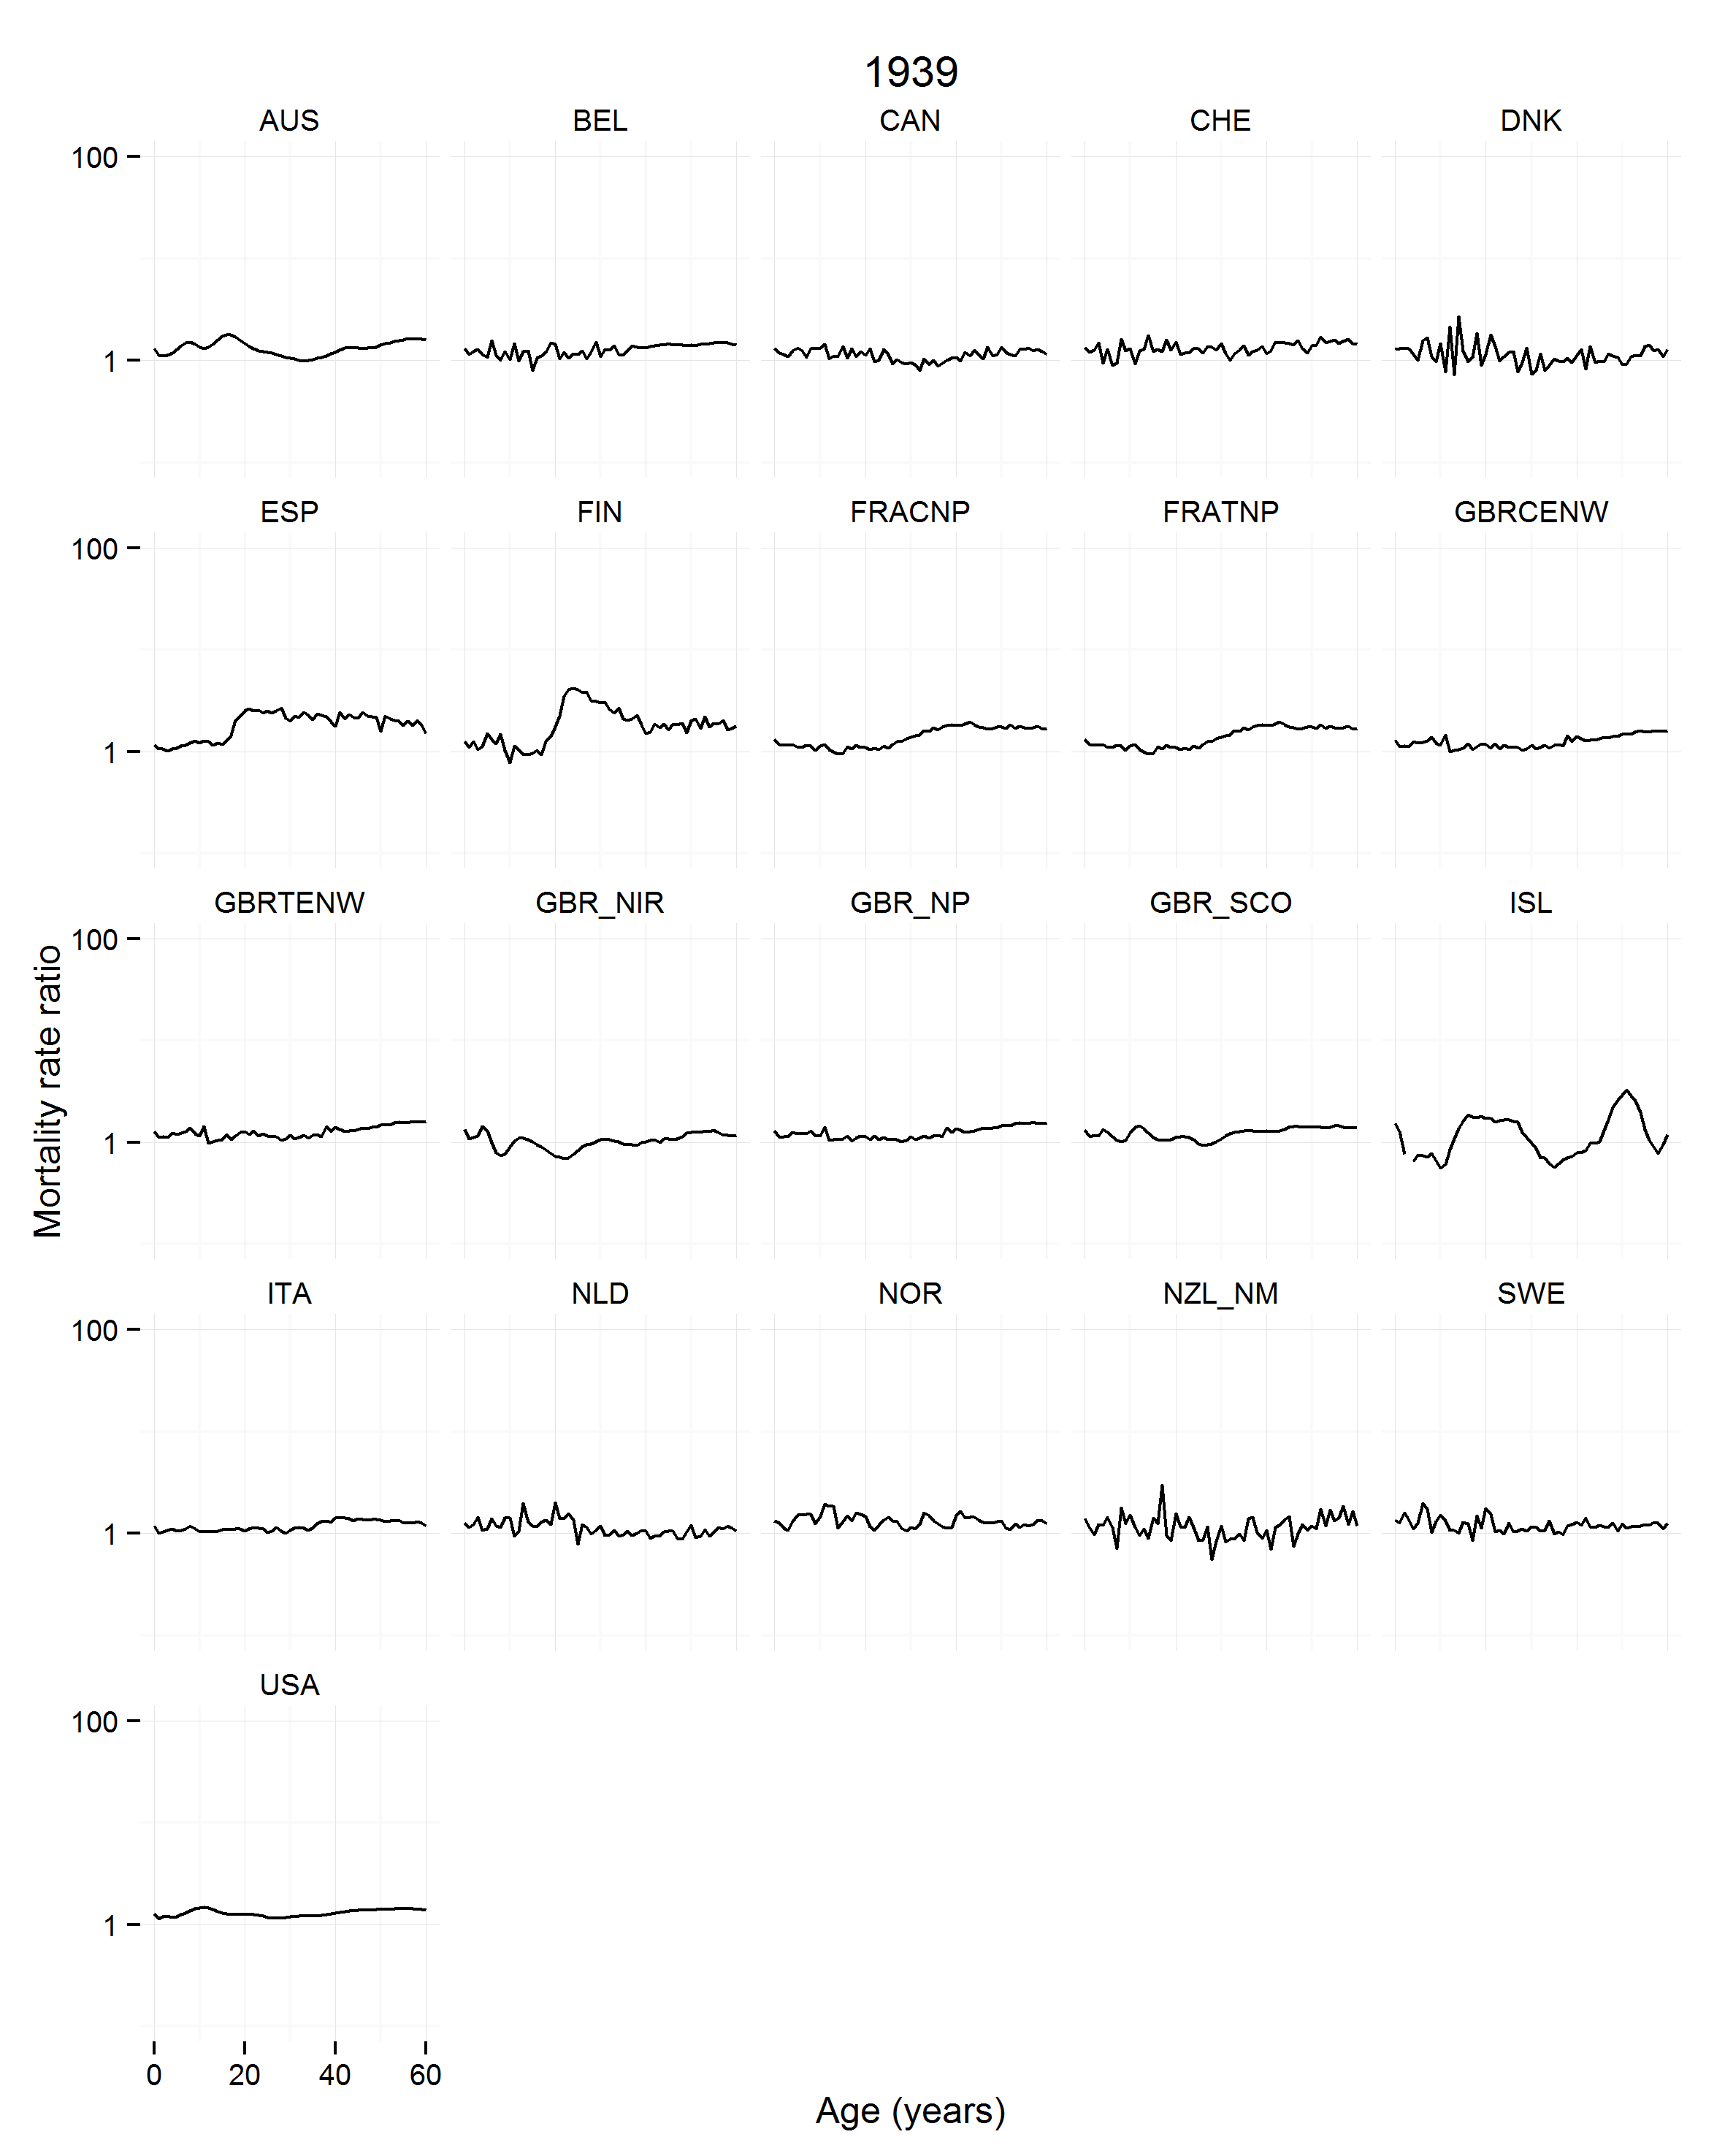 1939
AUS BEL CAN CHE DNK
100
1
ESP FIN FRACNP FRATNP GBRCENW
100
1
GBRTENW GBR_NIR GBR_NP GBR_SCO ISL
100
1
Mortality rate ratio
ITA NLD NOR NZL_NM SWE
100
1
USA
100
1
0 20 40 60
Age (years)